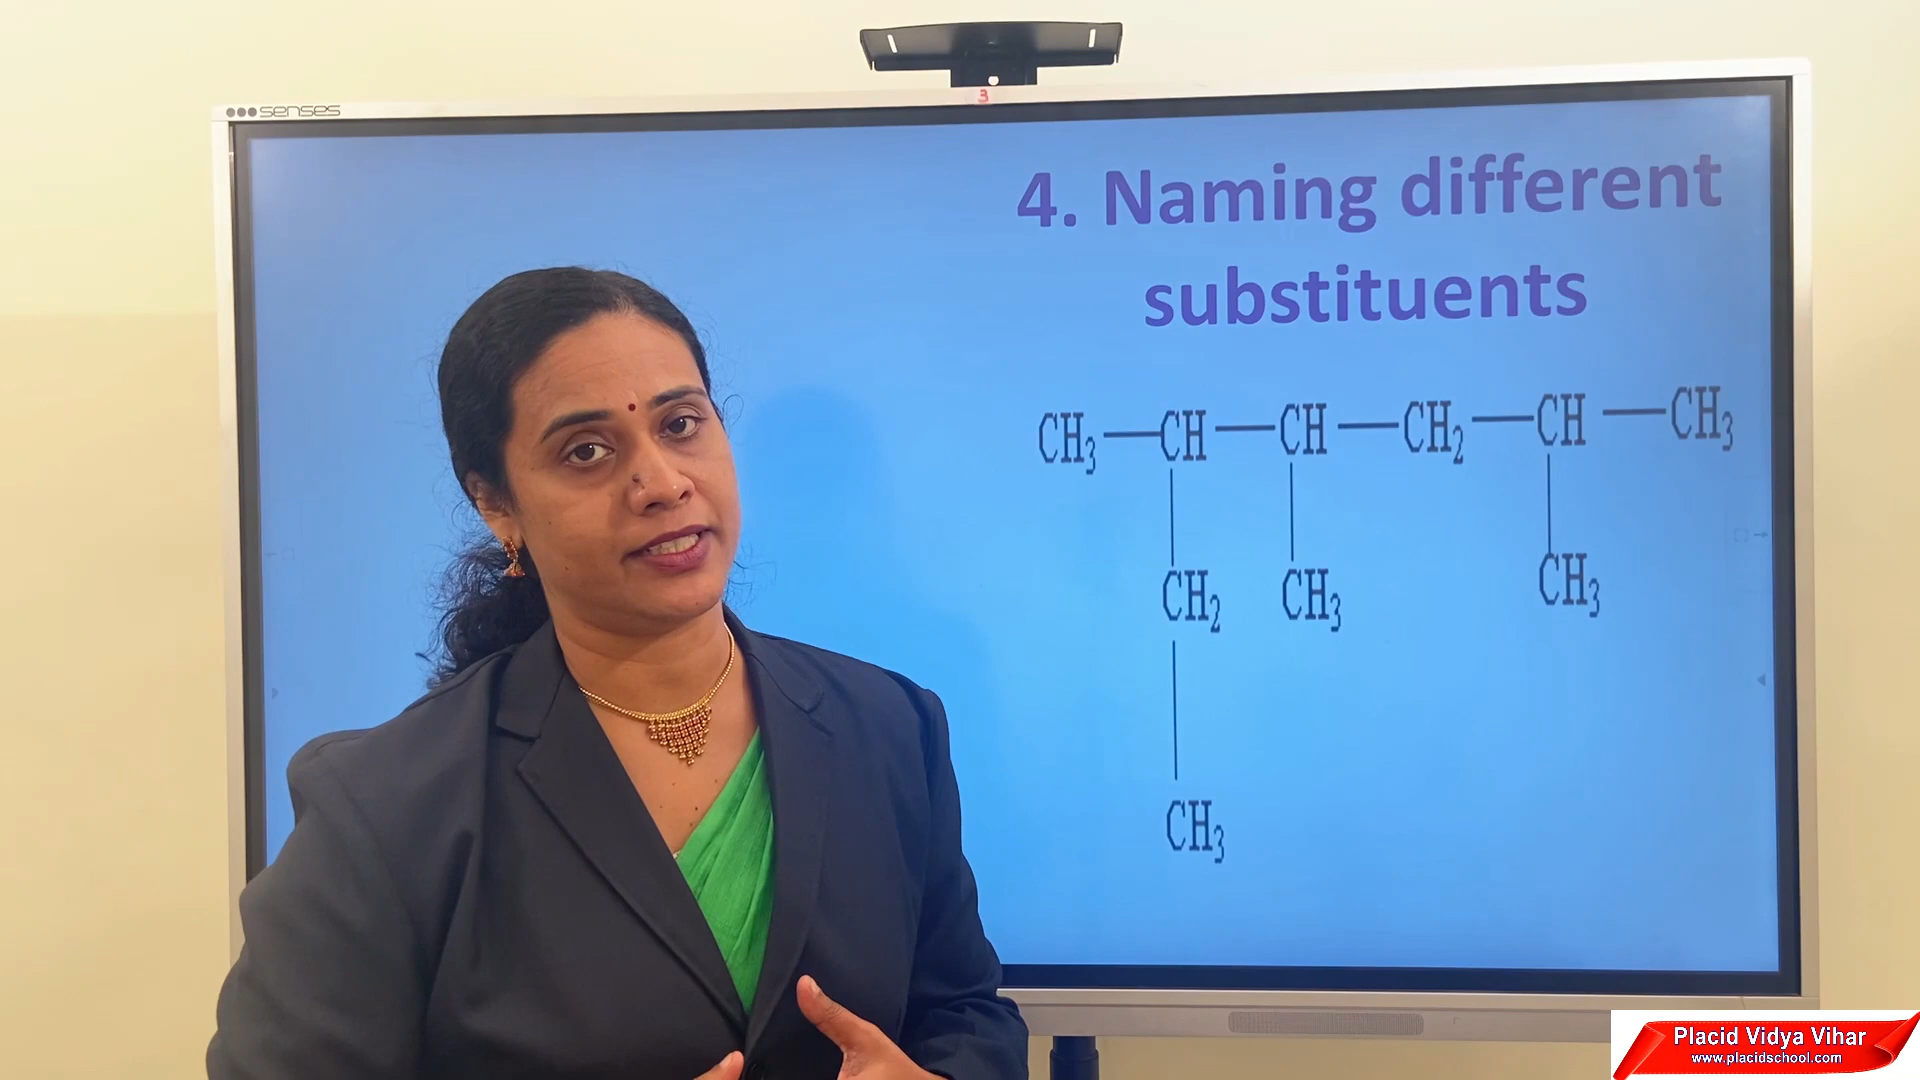 senses
3
4. Naming different
substituents
CH₃—CH—CH—CH₂—CH—CH₃
CH₂ CH₃ CH₃
CH₃
Placid Vidya Vihar
www.placidschool.com